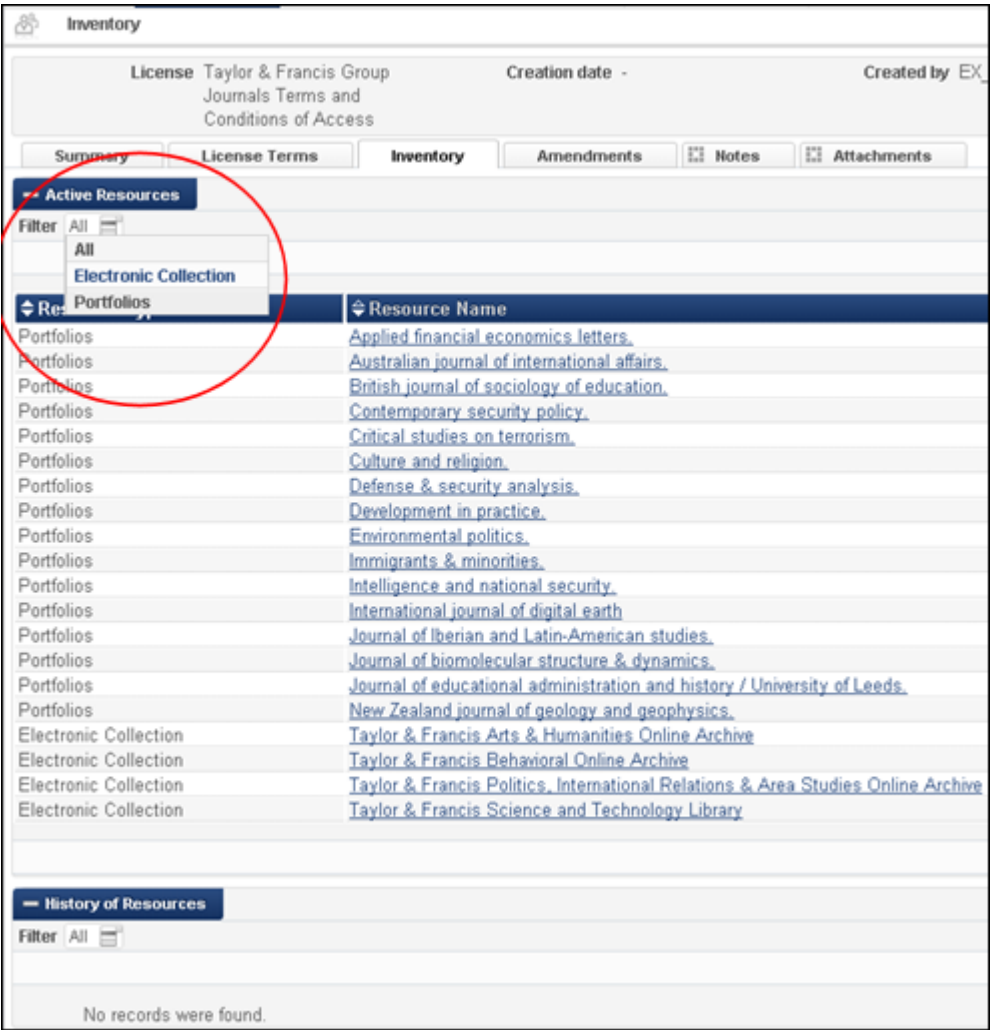 Inventory
License Taylor & Francis Group Creation date - Created by EX_
Journals Terms and
Conditions of Access
Summary License Terms Inventory Amendments Notes Attachments
Active Resources
Filter All
All
Electronic Collection
Portfolios
Resource Name
Portfolios Applied financial economics letters.
Portfolios Australian journal of international affairs.
Portfolios British journal of sociology of education.
Portfolios Contemporary security policy.
Portfolios Critical studies on terrorism.
Portfolios Culture and religion.
Portfolios Defense & security analysis.
Portfolios Development in practice.
Portfolios Environmental politics.
Portfolios Immigrants & minorities.
Portfolios Intelligence and national security.
Portfolios International journal of digital earth
Portfolios Journal of Iberian and Latin-American studies.
Portfolios Journal of biomolecular structure & dynamics.
Portfolios Journal of educational administration and history / University of Leeds.
Portfolios New Zealand journal of geology and geophysics.
Electronic Collection Taylor & Francis Arts & Humanities Online Archive
Electronic Collection Taylor & Francis Behavioral Online Archive
Electronic Collection Taylor & Francis Politics, International Relations & Area Studies Online Archive
Electronic Collection Taylor & Francis Science and Technology Library
History of Resources
Filter All
No records were found.